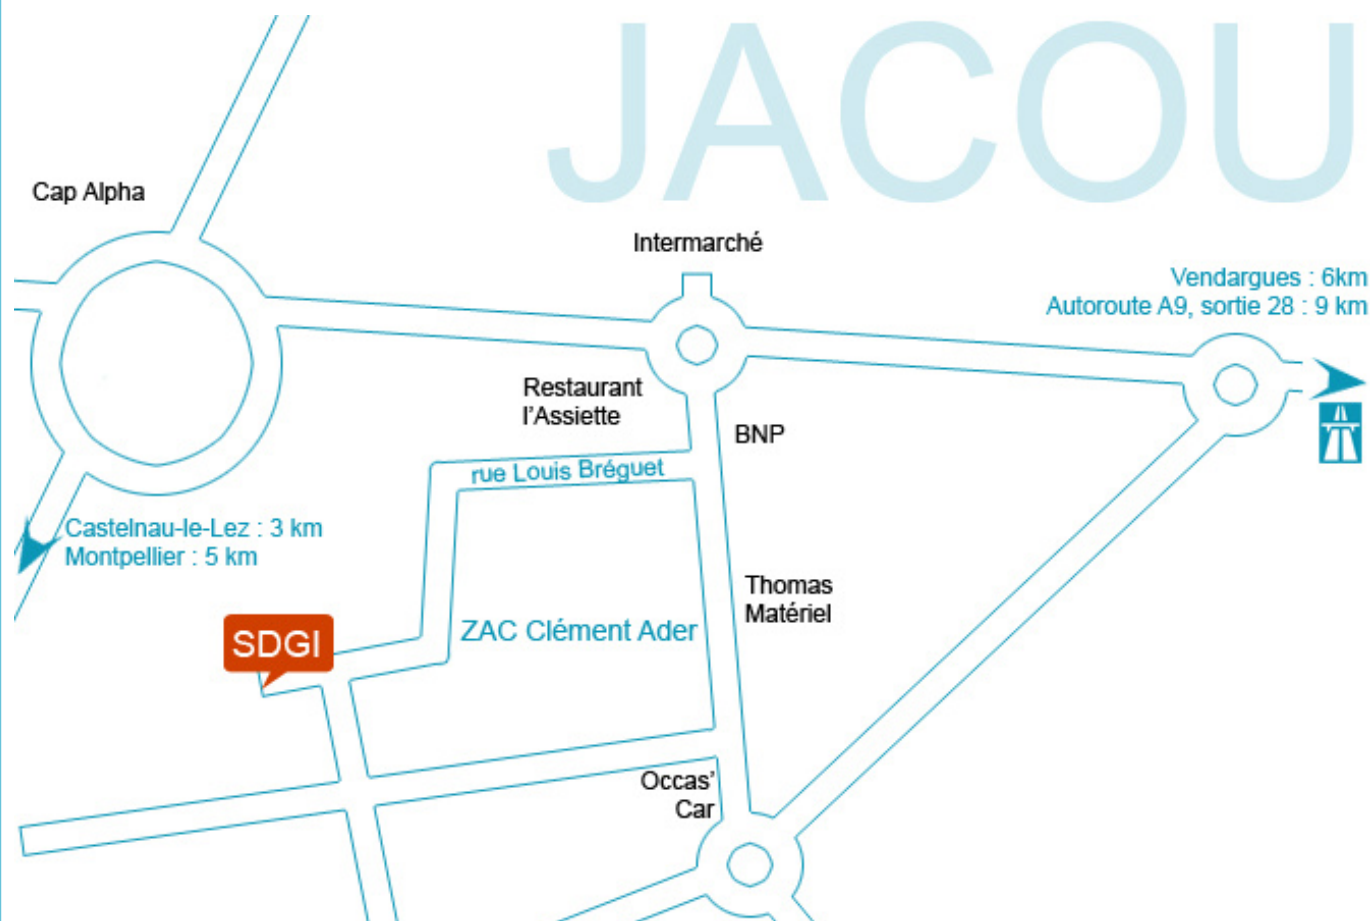 JACOU
Cap Alpha
Intermarché
Vendargues : 6km
Autoroute A9, sortie 28 : 9 km
Restaurant
l'Assiette
BNP
rue Louis Bréguet
Castelnau-le-Lez : 3 km
Montpellier : 5 km
Thomas
Matériel
SDGI
ZAC Clément Ader
Occas'
Car